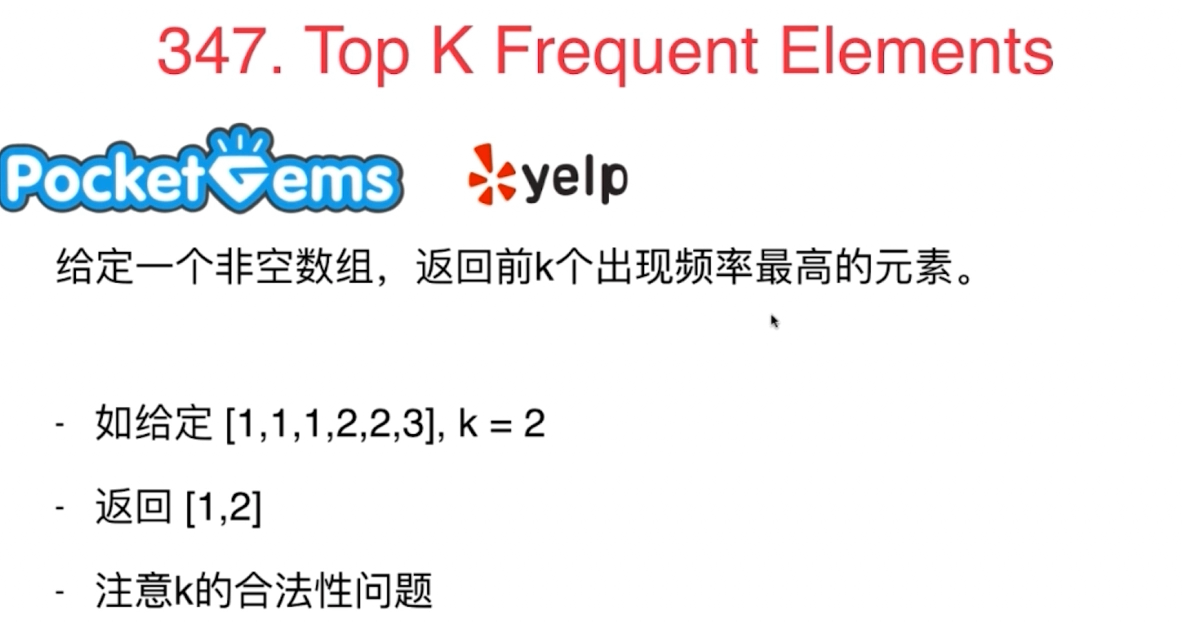 347. Top K Frequent Elements
PocketGems yelp
给定一个非空数组，返回前k个出现频率最高的元素。
- 如给定 [1,1,1,2,2,3], k = 2
- 返回 [1,2]
- 注意k的合法性问题